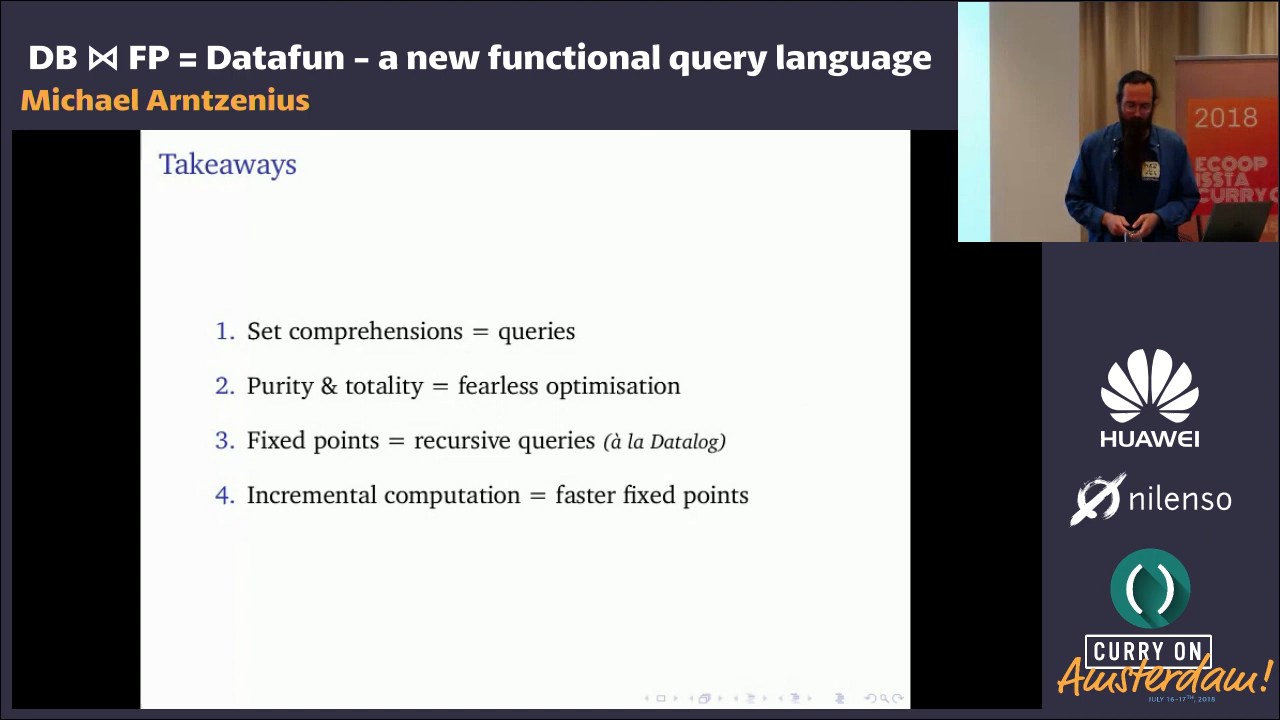 DB ⋈ FP = Datafun – a new functional query language
Michael Arntzenius
Takeaways
1. Set comprehensions = queries
2. Purity & totality = fearless optimisation
3. Fixed points = recursive queries (à la Datalog)
4. Incremental computation = faster fixed points
2018
ECOOP
ISSTA
CURRY O
HUAWEI
nilenso
CURRY ON
Amsterdam!
JULY 16-17TH, 2018